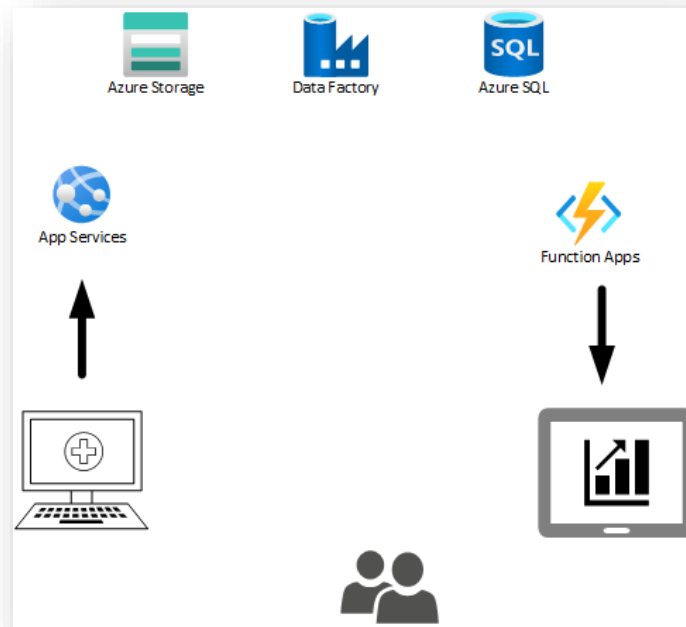 SQL
Azure Storage
Data Factory
Azure SQL
App Services
Function Apps